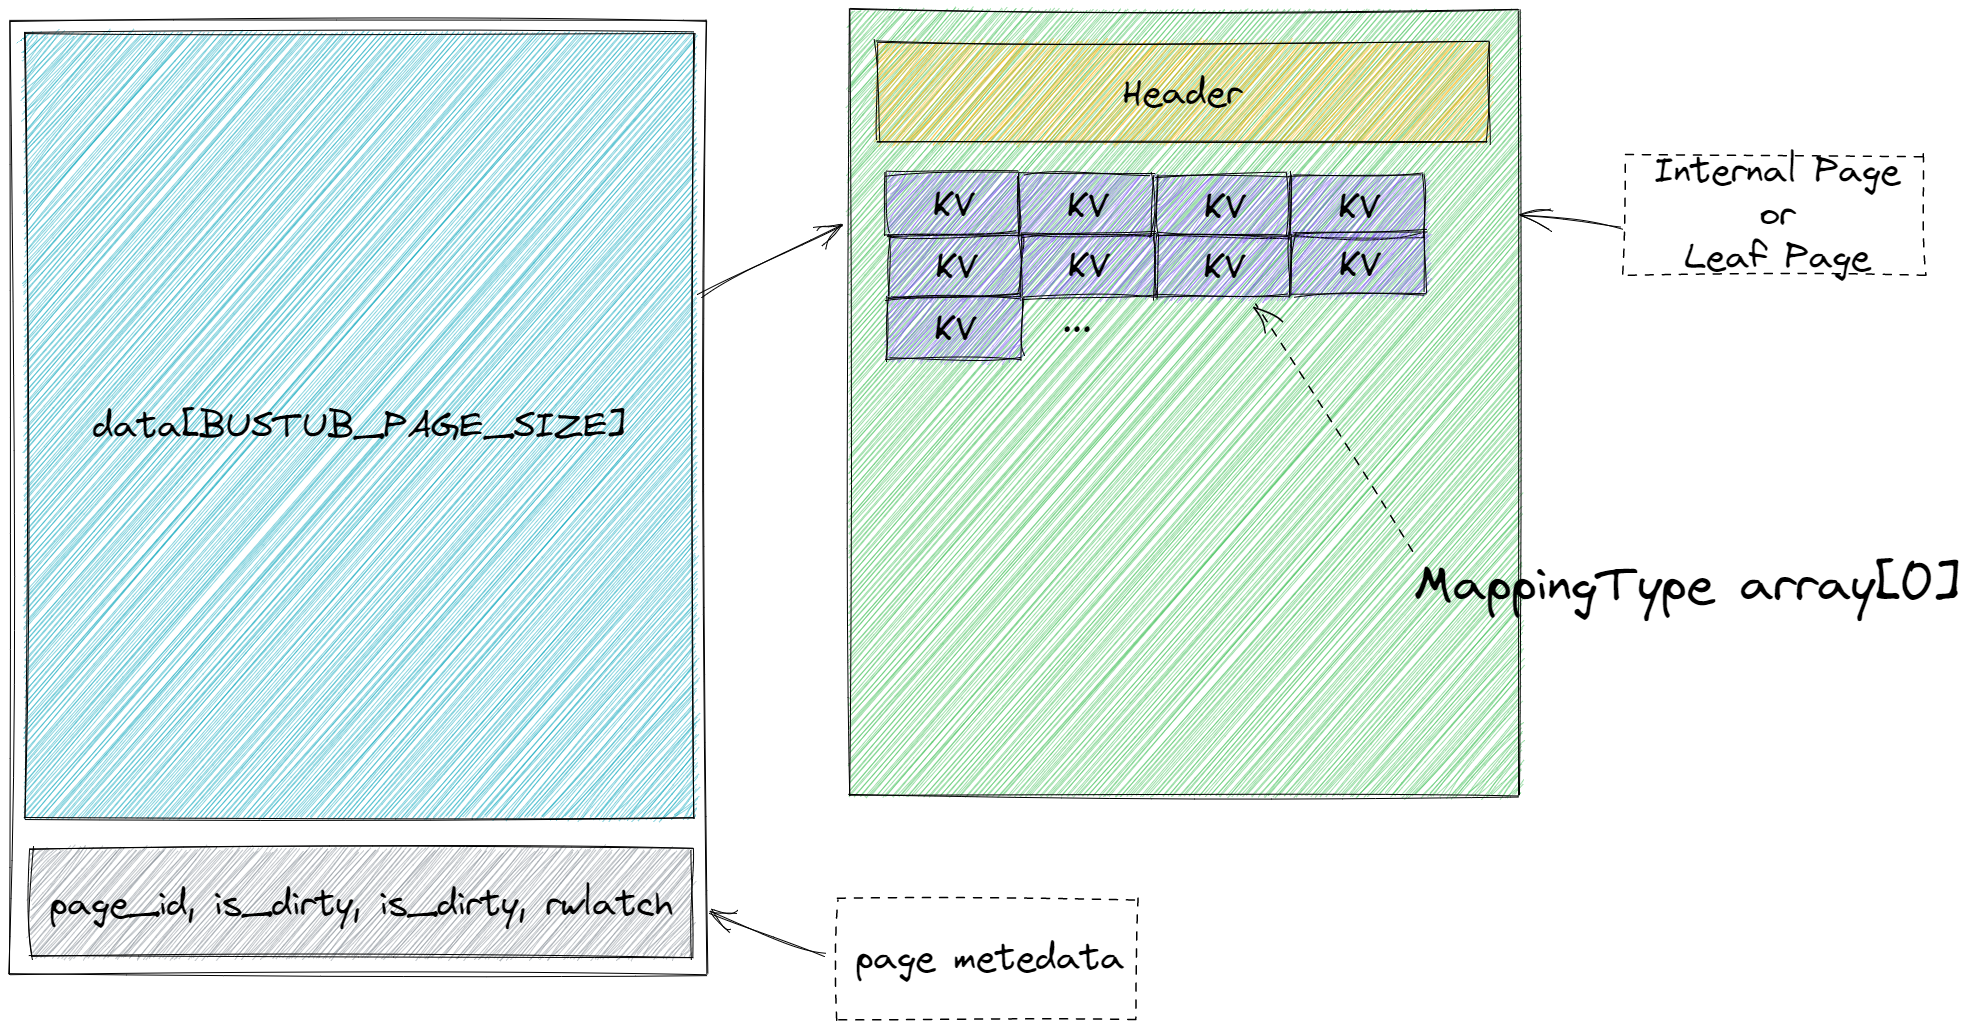 data[BUSTUB_PAGE_SIZE]
page_id, is_dirty, is_dirty, rwlatch
page metedata
Header
KV KV KV KV
KV KV KV KV
KV ...
Internal Page
or
Leaf Page
MappingType array[0]